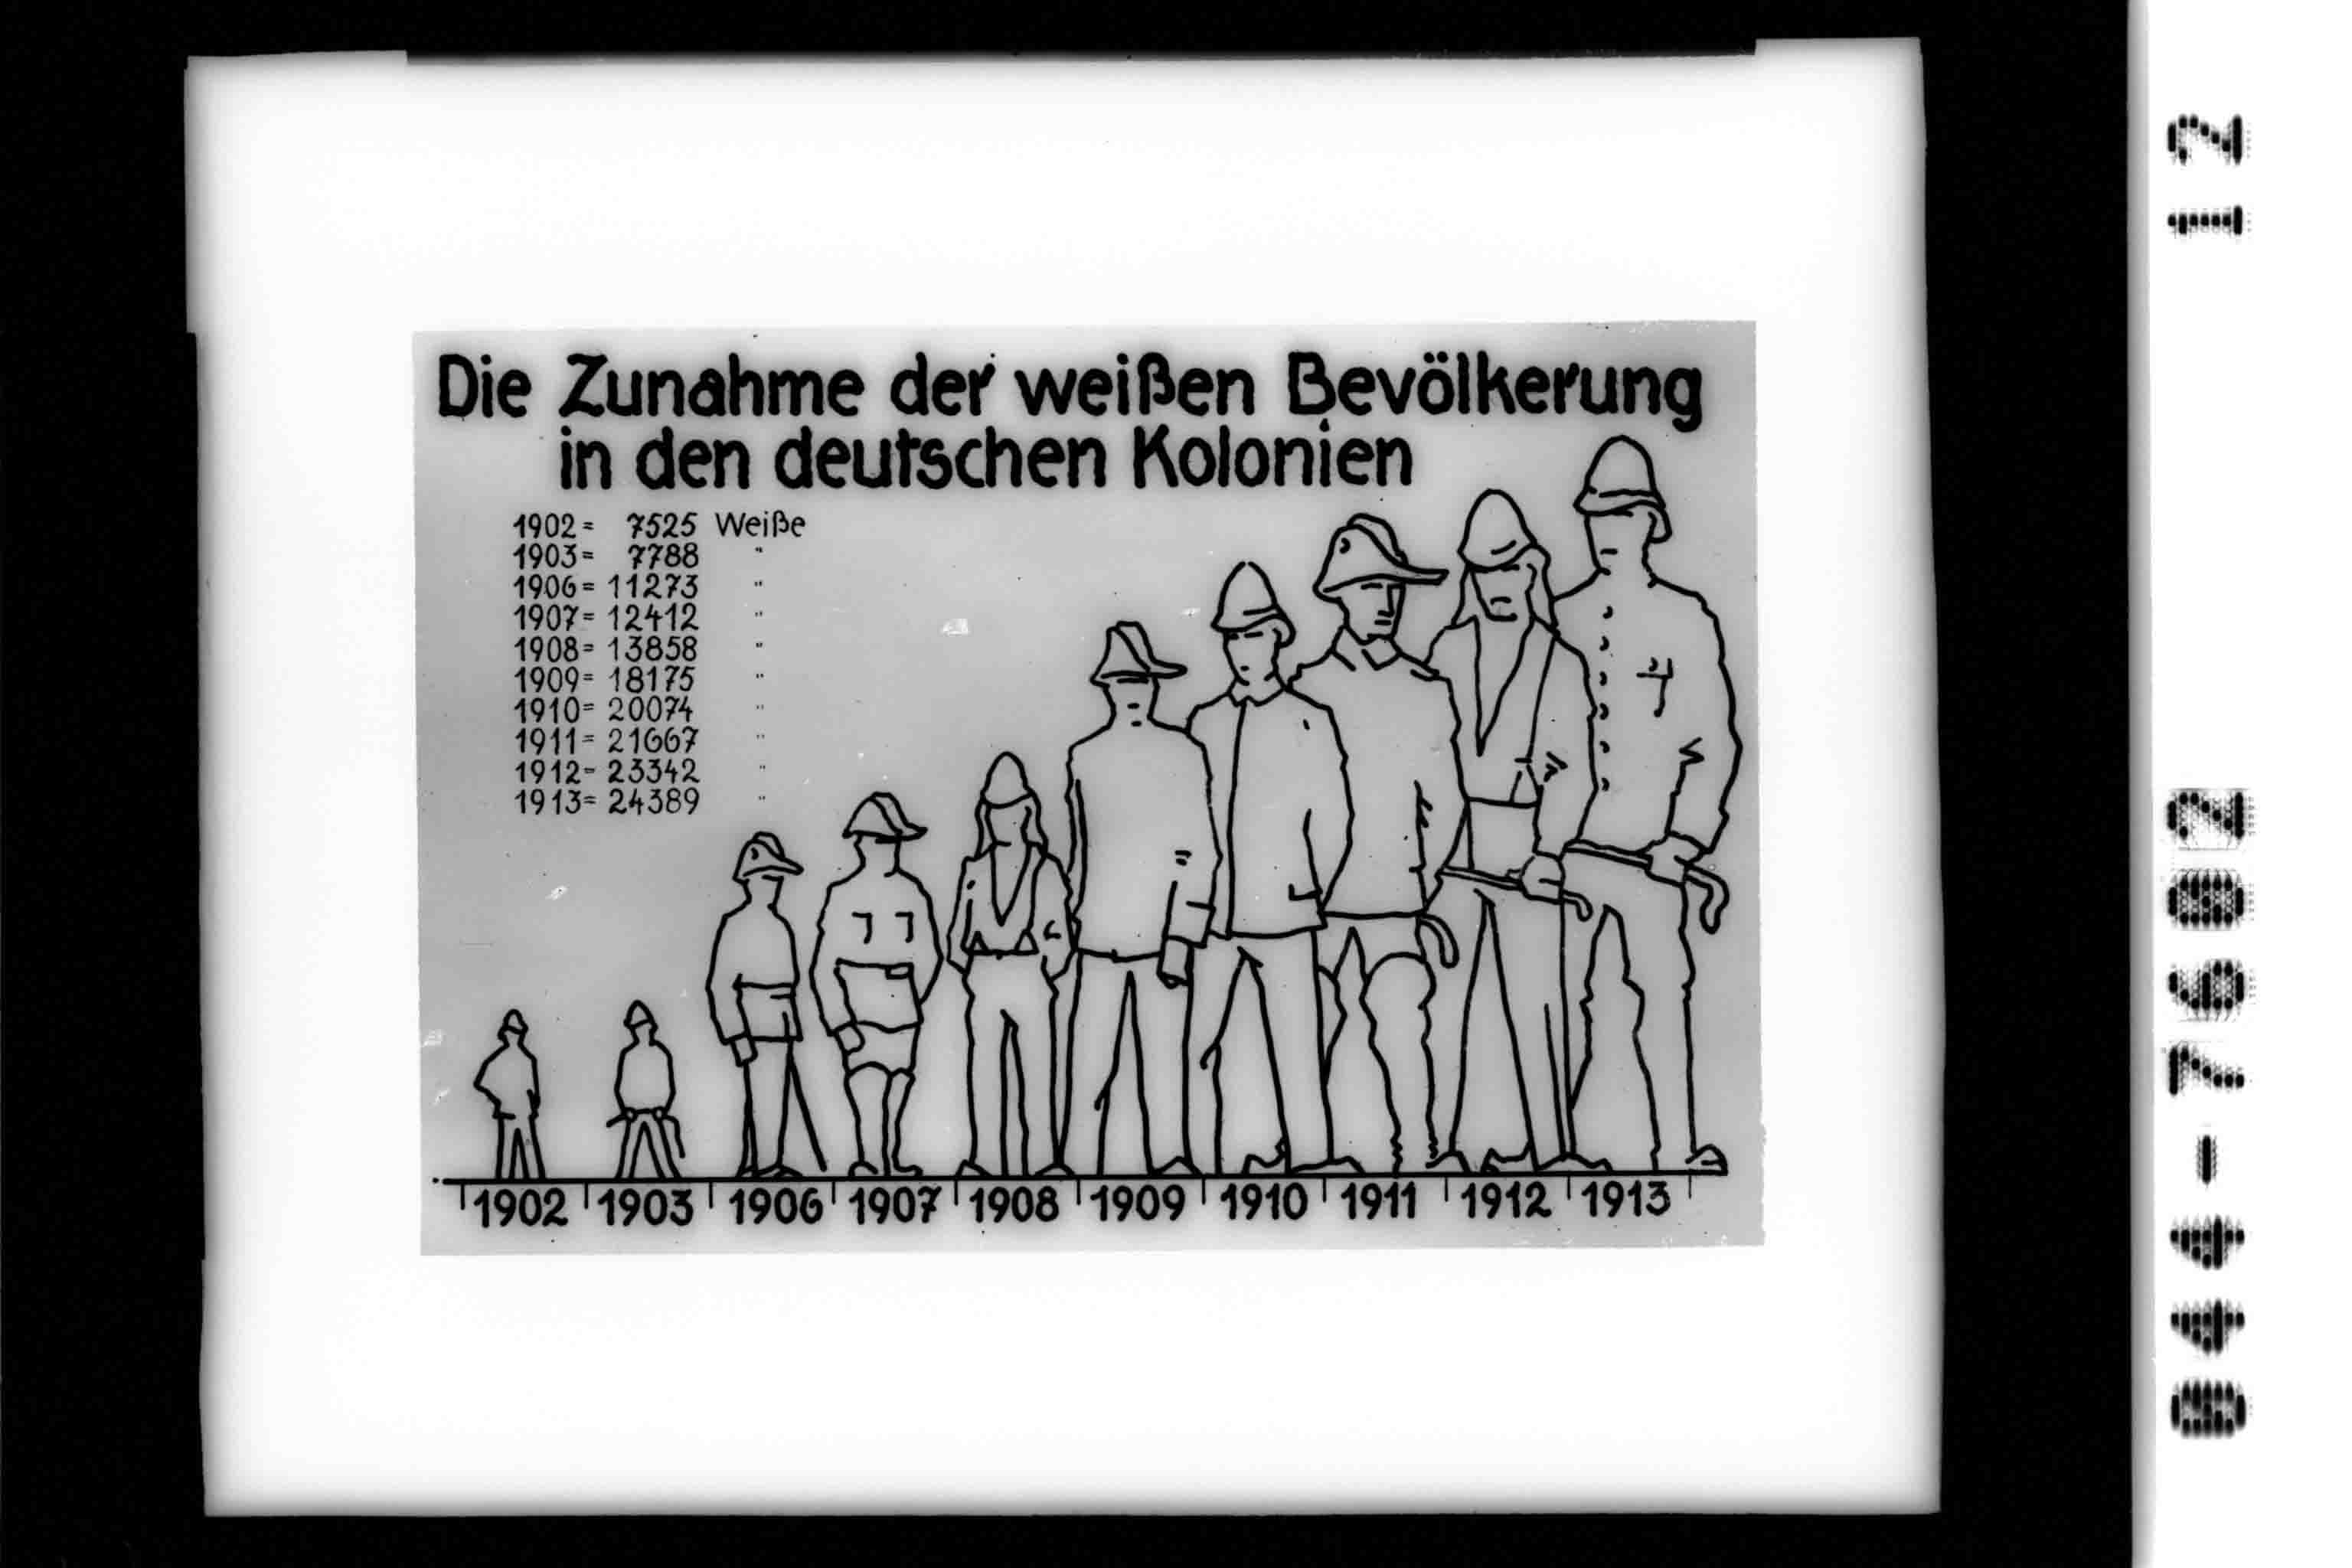 Die Zunahme der weißen Bevölkerung
in den deutschen Kolonien
1902= 7525 Weiße
1903= 7788 "
1906= 11273 "
1907= 12412 "
1908= 13858 "
1909= 18175 "
1910= 20074 "
1911= 21667 "
1912= 23342 "
1913= 24389 "
1902 1903 1906 1907 1908 1909 1910 1911 1912 1913
044-7602 12